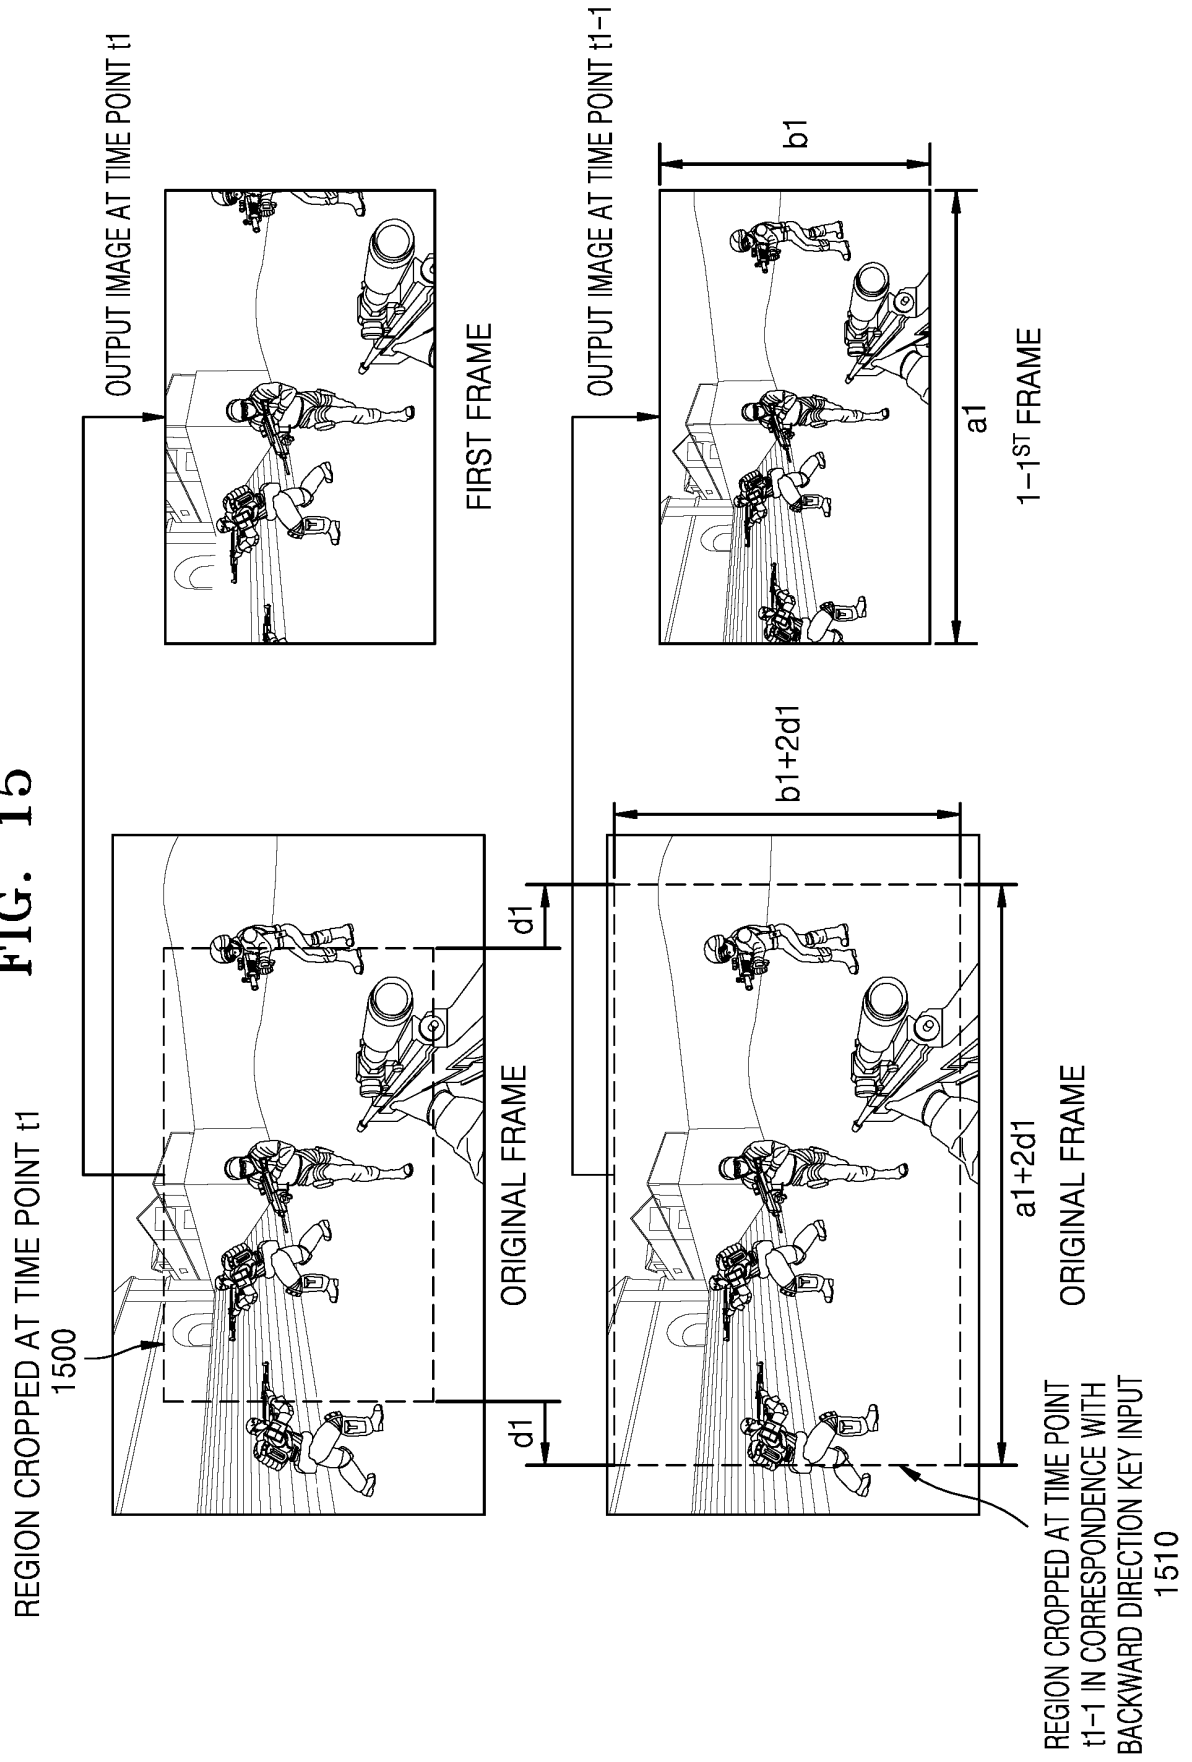 FIG. 15
REGION CROPPED AT TIME POINT t1
1500
OUTPUT IMAGE AT TIME POINT t1
ORIGINAL FRAME
FIRST FRAME
d1
d1
OUTPUT IMAGE AT TIME POINT t1-1
b1+2d1
b1
a1+2d1
a1
ORIGINAL FRAME
1-1ST FRAME
REGION CROPPED AT TIME POINT
t1-1 IN CORRESPONDENCE WITH
BACKWARD DIRECTION KEY INPUT
1510